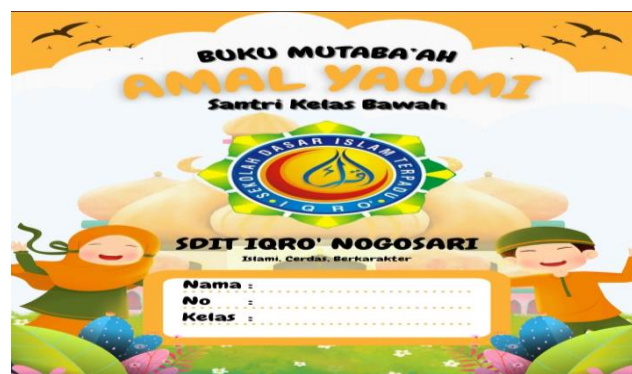 BUKU MUTABA'AH
AMAL YAUMI
Santri Kelas Bawah
SEKOLAH DASAR ISLAM TERPADU
IQRO'
SDIT IQRO' NOGOSARI
Islami, Cerdas, Berkarakter
Nama :
No :
Kelas :